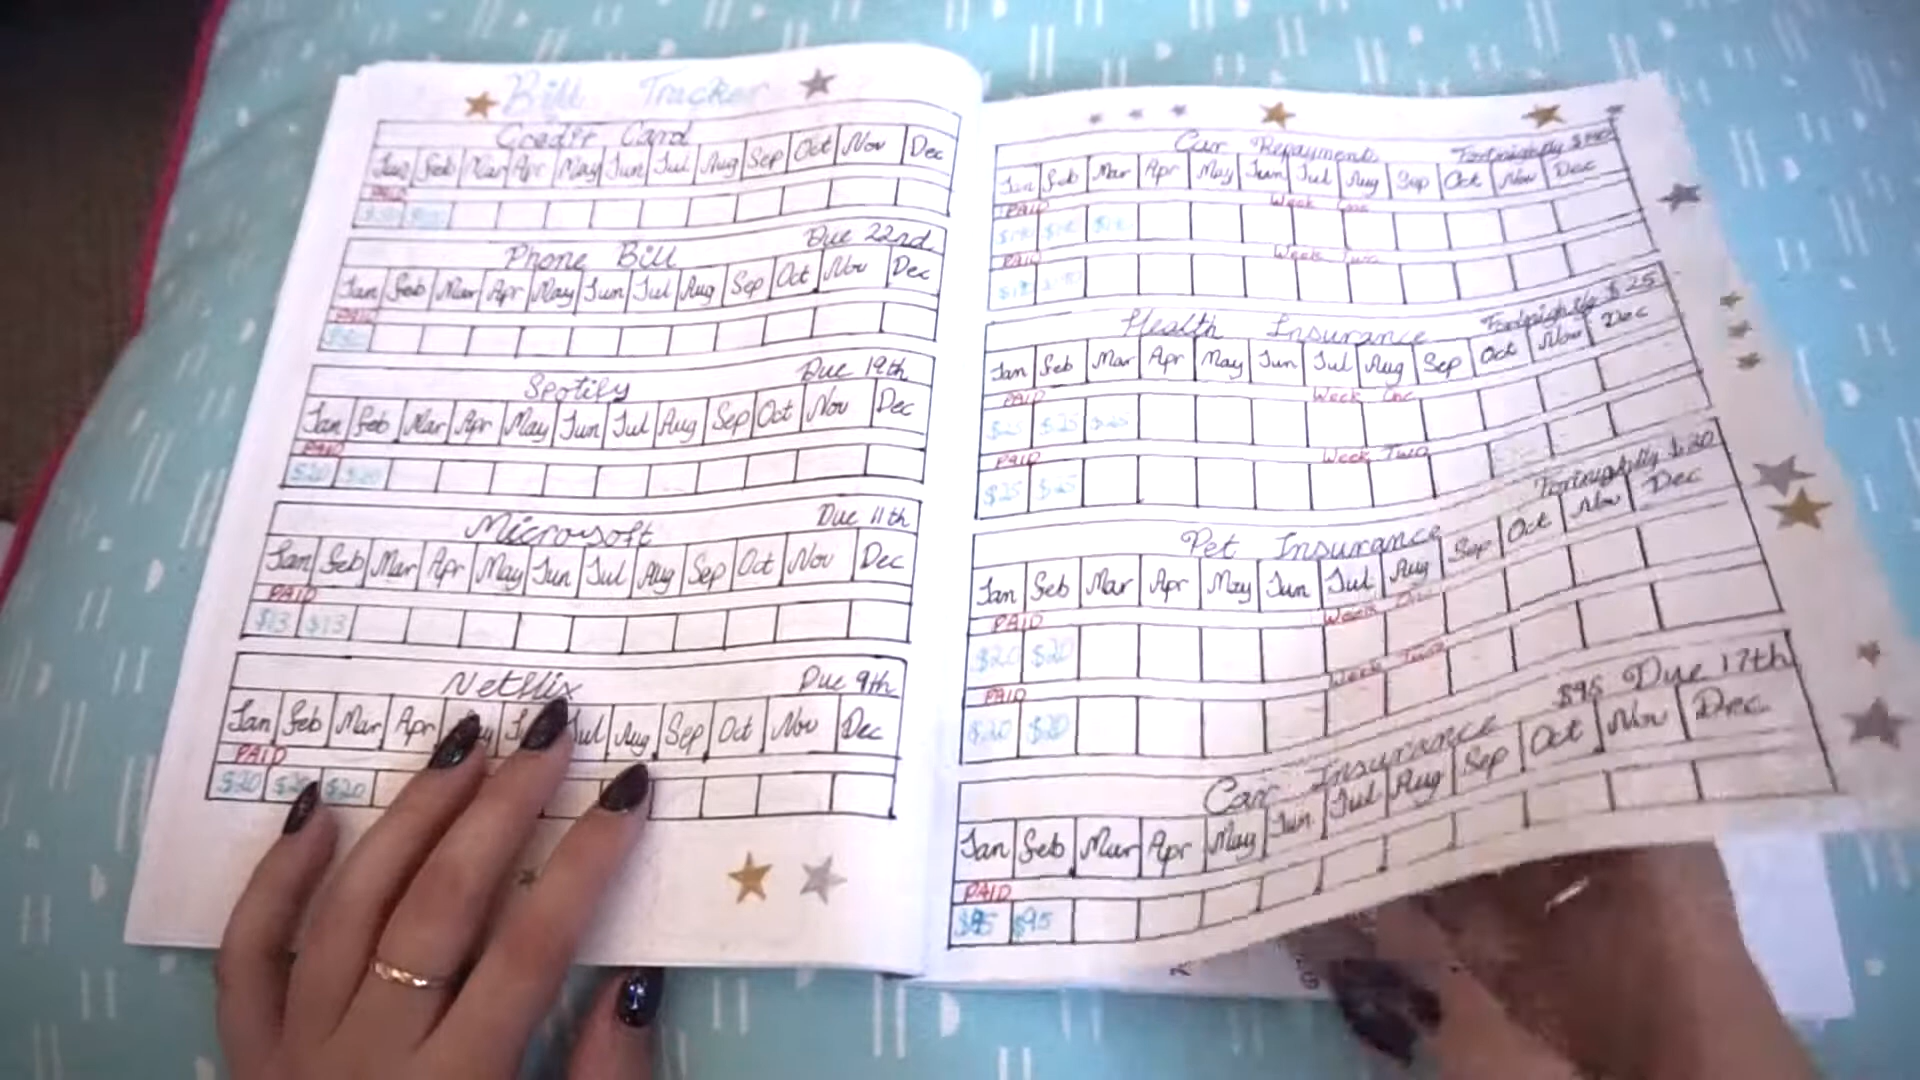 Bill Tracker
Credit Card
Jan Feb Mar Apr May Jun Jul Aug Sep Oct Nov Dec
PAID
Phone Bill Due 22nd
Jan Feb Mar Apr May Jun Jul Aug Sep Oct Nov Dec
PAID
Spotify Due 19th
Jan Feb Mar Apr May Jun Jul Aug Sep Oct Nov Dec
PAID
$20 $20
Microsoft Due 11th
Jan Feb Mar Apr May Jun Jul Aug Sep Oct Nov Dec
PAID
$13 $13
Netflix Due 9th
Jan Feb Mar Apr Jul Aug Sep Oct Nov Dec
PAID
$20 $20
Car Repayments Fortnightly
Jan Feb Mar Apr May Jun Jul Aug Sep Oct Nov Dec
PAID Week One
PAID Week Two
Health Insurance Fortnightly $25
Jan Feb Mar Apr May Jun Jul Aug Sep Oct Nov Dec
PAID Week One
$25 $25 $25
PAID Week Two
$25 $25
Pet Insurance Fortnightly $20
Jan Feb Mar Apr May Jun Jul Aug Sep Oct Nov Dec
PAID Week One
$20 $20
PAID Week Two
$20 $20
Car Insurance $95 Due 17th
Jan Feb Mar Apr May Jun Jul Aug Sep Oct Nov Dec
PAID
$95 $95